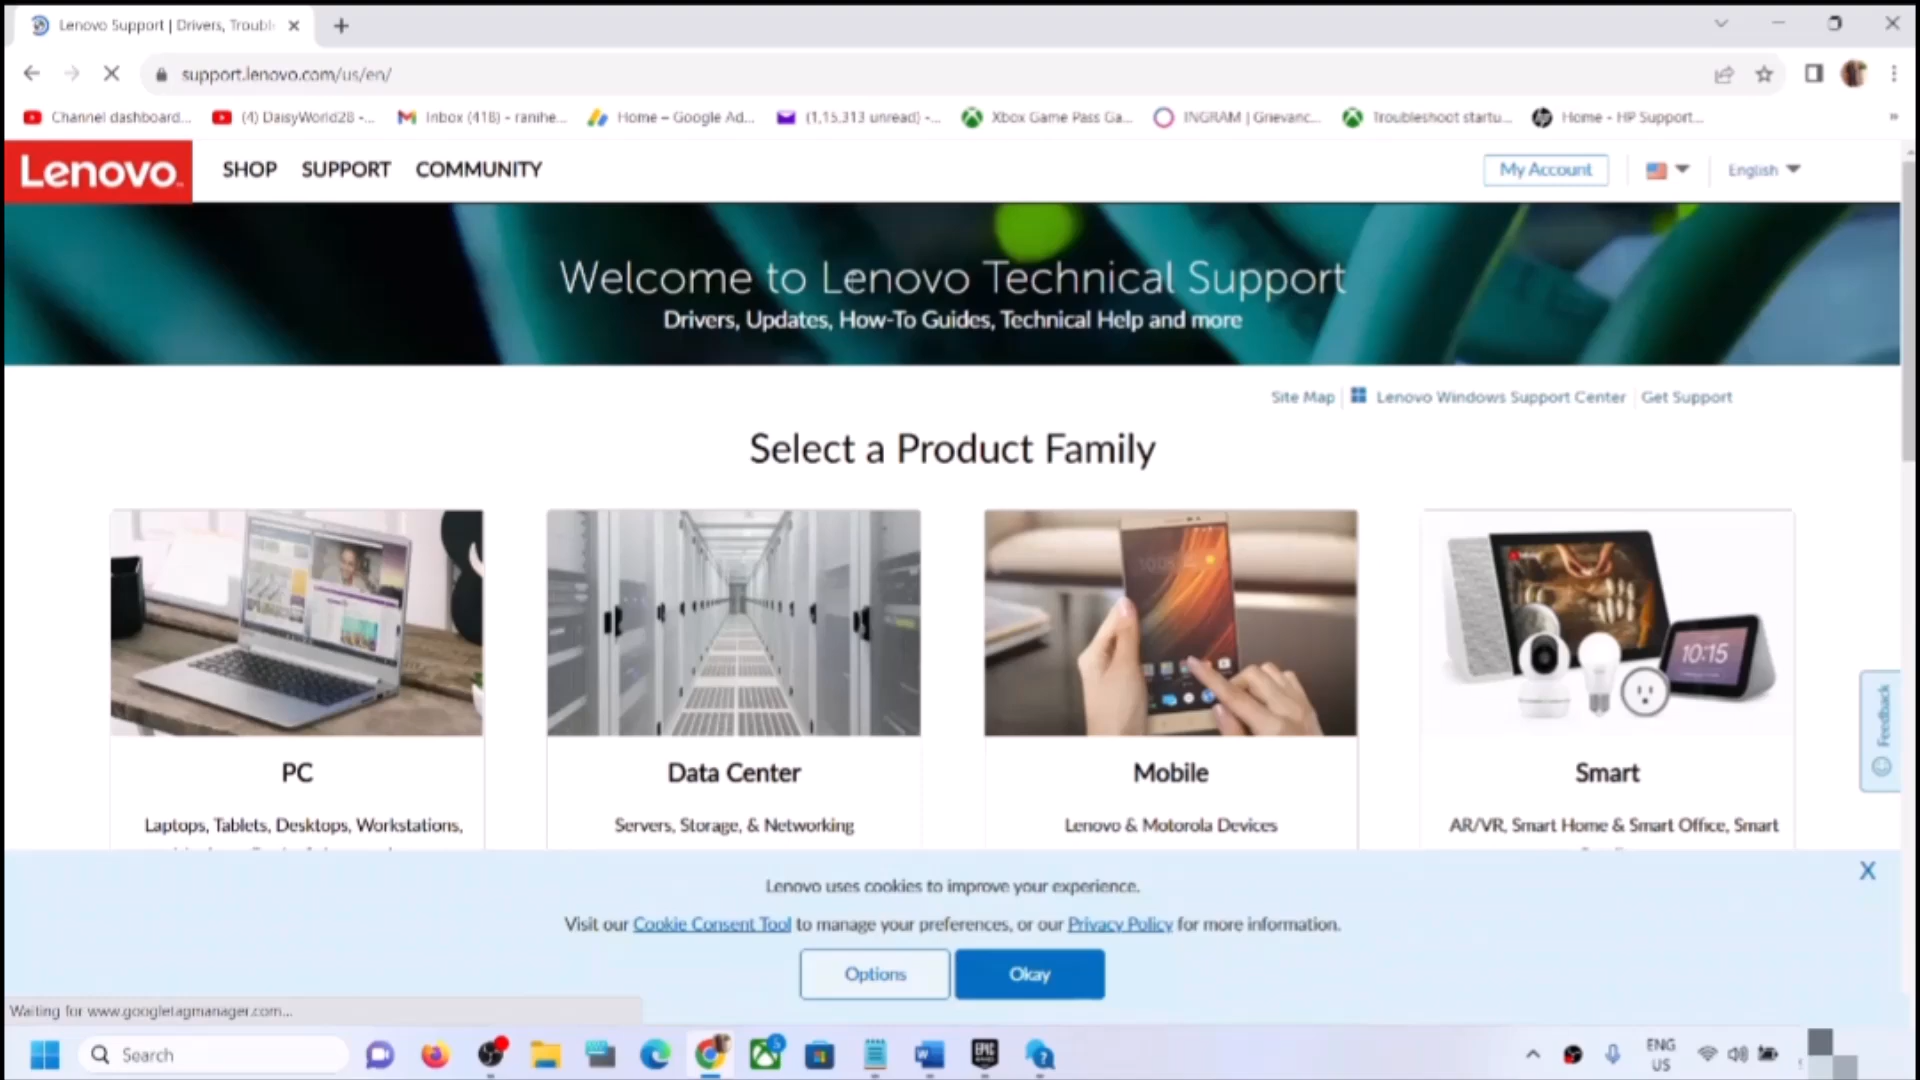 Lenovo Support | Drivers, Troubl
support.lenovo.com/us/en/
Channel dashboard... (4) DaisyWorld28 -... Inbox (418) - ranihe... Home – Google Ad... (1,15,313 unread) -... Xbox Game Pass Ga... INGRAM | Grievanc... Troubleshoot startu... Home - HP Support...
Lenovo SHOP SUPPORT COMMUNITY My Account English
Welcome to Lenovo Technical Support
Drivers, Updates, How-To Guides, Technical Help and more
Site Map Lenovo Windows Support Center Get Support
Select a Product Family
10:15
PC Data Center Mobile Smart
Laptops, Tablets, Desktops, Workstations, Servers, Storage, & Networking Lenovo & Motorola Devices AR/VR, Smart Home & Smart Office, Smart
Feedback
X
Lenovo uses cookies to improve your experience.
Visit our Cookie Consent Tool to manage your preferences, or our Privacy Policy for more information.
Options Okay
Waiting for www.googletagmanager.com...
Search
EPIC
ENG
US